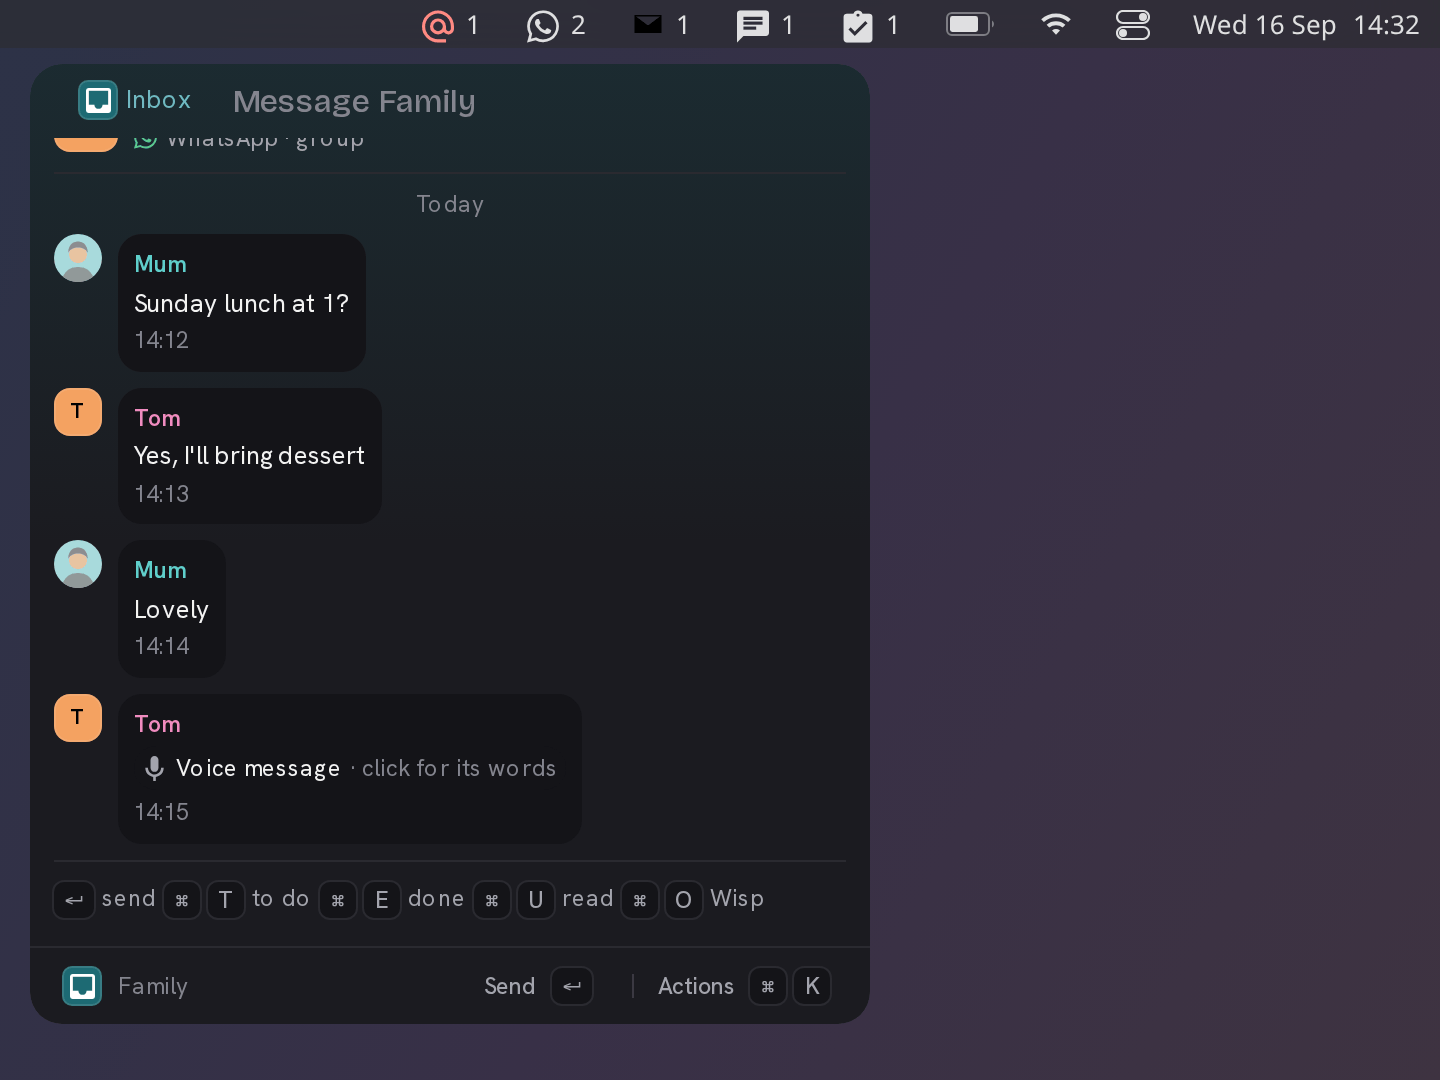 1 2 1 1 1 Wed 16 Sep 14:32
Inbox Message Family
WhatsApp · group
Today
Mum
Sunday lunch at 1?
14:12
T
Tom
Yes, I'll bring dessert
14:13
Mum
Lovely
14:14
T
Tom
Voice message · click for its words
14:15
↵ send ⌘ T to do ⌘ E done ⌘ U read ⌘ O Wisp
Family Send ↵ Actions ⌘ K